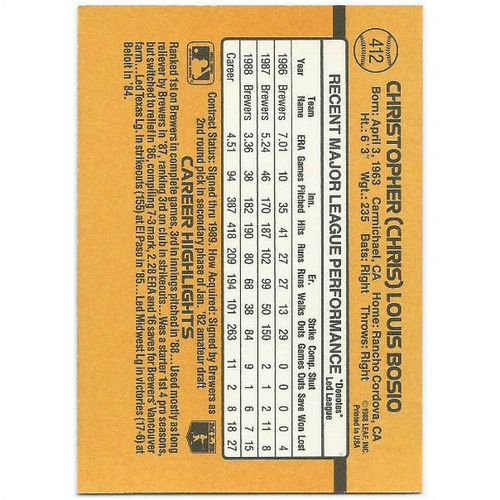 412
CHRISTOPHER (CHRIS) LOUIS BOSIO
Born: April 3, 1963 Carmichael, CA Home: Rancho Cordova, CA
Ht.: 6'3" Wgt.: 235 Bats: Right Throws: Right
©1988 LEAF, INC.
Printed in USA
RECENT MAJOR LEAGUE PERFORMANCE *Denotes Led League
Team Inn. Er. Strike Comp. Shut
Year Name ERA Games Pitched Hits Runs Runs Walks Outs Games Outs Save Won Lost
1986 Brewers 7.01 10 35 41 27 27 13 29 0 0 0 0 4
1987 Brewers 5.24 46 170 187 102 99 50 150 2 1 2 11 8
1988 Brewers 3.36 38 182 190 80 68 38 84 9 1 6 7 15
Career 4.51 94 387 418 209 194 101 263 11 2 8 18 27
Contract Status: Signed thru 1989. How Acquired: Signed by Brewers as
2nd round pick in secondary phase of Jan. '82 amateur draft
CAREER HIGHLIGHTS
Ranked 1st on Brewers in complete games, 3rd in innings pitched in '88... Used mostly as long
reliever by Brewers in '87, ranking 3rd on club in strikeouts... Was a starter 1st 4 pro seasons,
but switched to relief in '86, compiling 7-3 mark, 2.28 ERA and 16 saves for Brewers' Vancouver
farm... Led Texas Lg. in strikeouts (155) at El Paso in '85... Led Midwest Lg. in victories (17-6) at
Beloit in '84.